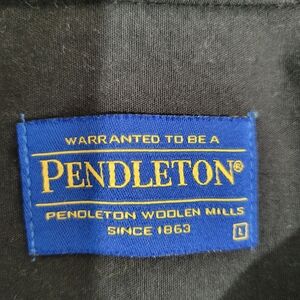 WARRANTED TO BE A
PENDLETON®
PENDLETON WOOLEN MILLS
SINCE 1863
L